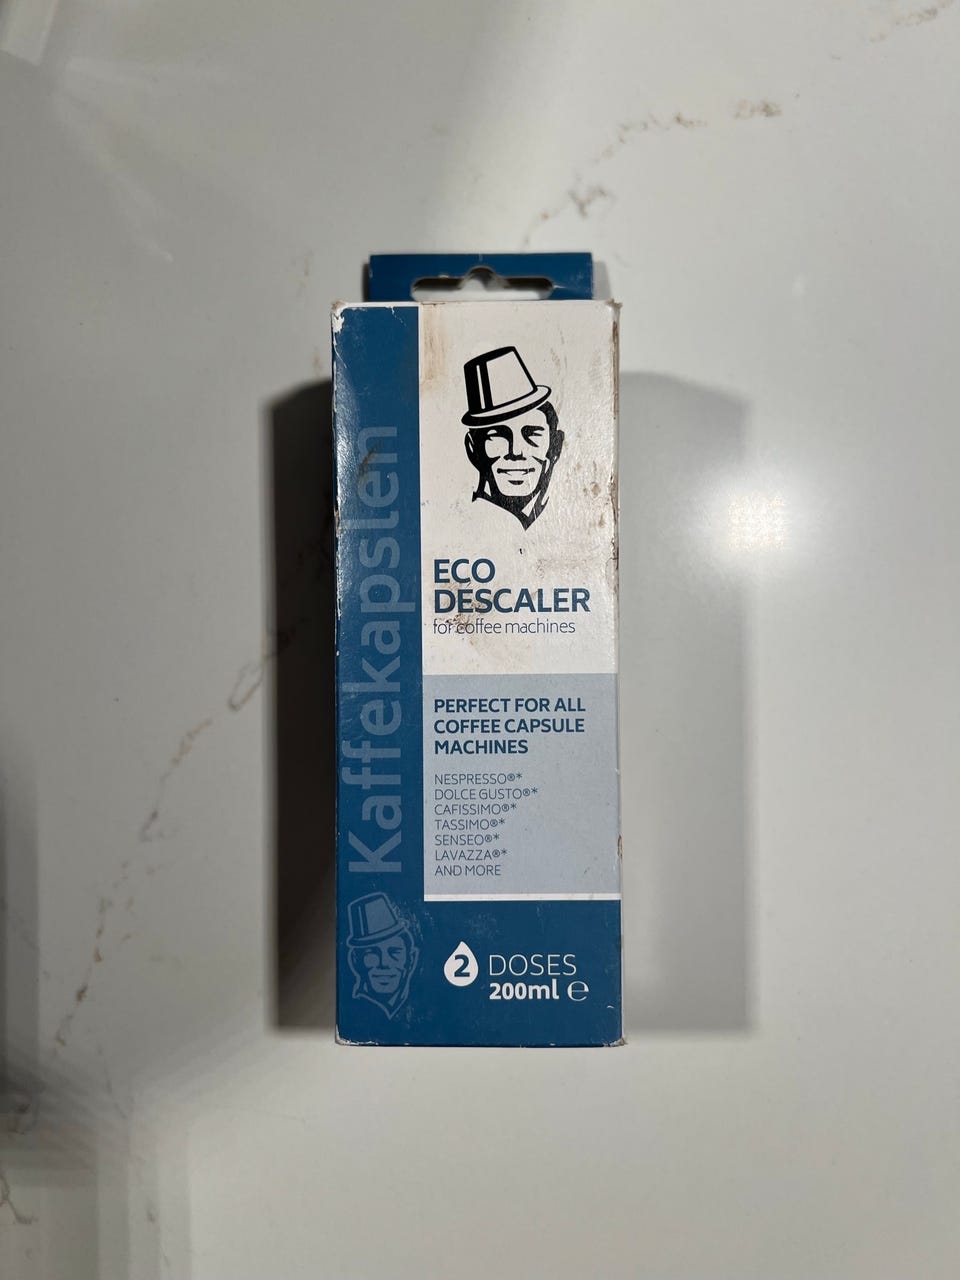 Kaffekapslen
ECO
DESCALER
for coffee machines
PERFECT FOR ALL
COFFEE CAPSULE
MACHINES
NESPRESSO®*
DOLCE GUSTO®*
CAFISSIMO®*
TASSIMO®*
SENSEO®*
LAVAZZA®*
AND MORE
2 DOSES
200ml ℮